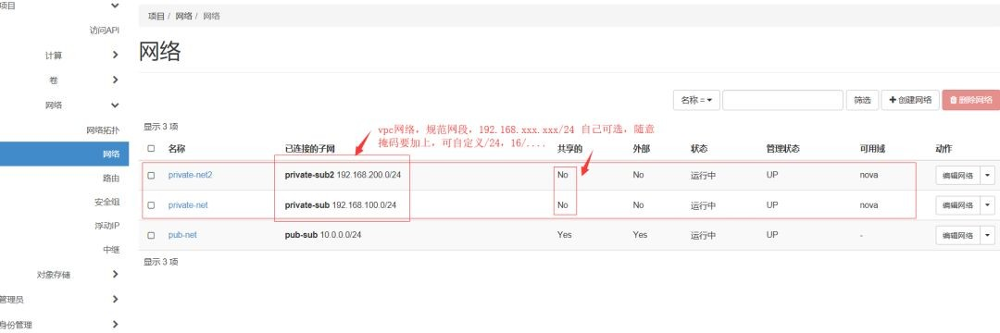 项目
访问API
计算
卷
网络
网络拓扑
网络
路由
安全组
浮动IP
中继
对象存储
管理员
身份管理
项目 / 网络 / 网络
网络
名称 =
筛选
创建网络
删除网络
显示 3 项
vpc网络，规范网段，192.168.xxx.xxx/24 自己可选，随意
掩码要加上，可自定义/24，16/....
名称 已连接的子网 共享的 外部 状态 管理状态 可用域 动作
private-net2 private-sub2 192.168.200.0/24 No No 运行中 UP nova 编辑网络
private-net private-sub 192.168.100.0/24 No No 运行中 UP nova 编辑网络
pub-net pub-sub 10.0.0.0/24 Yes Yes 运行中 UP - 编辑网络
显示 3 项